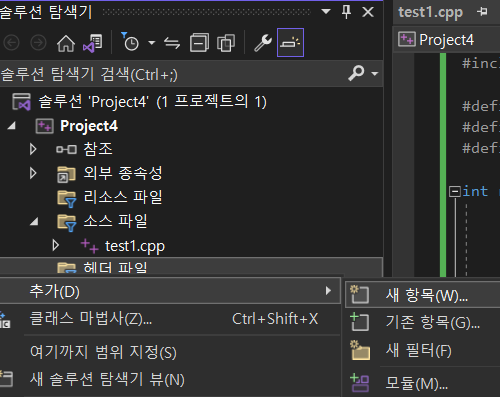 솔루션 탐색기
test1.cpp
Project4
솔루션 탐색기 검색(Ctrl+;)
#incl
솔루션 'Project4' (1 프로젝트의 1)
Project4
#defi
참조
#defi
외부 종속성
#defi
리소스 파일
int
소스 파일
test1.cpp
헤더 파일
추가(D)
새 항목(W)...
클래스 마법사(Z)... Ctrl+Shift+X
기존 항목(G)...
여기까지 범위 지정(S)
새 필터(F)
새 솔루션 탐색기 뷰(N)
모듈(M)...